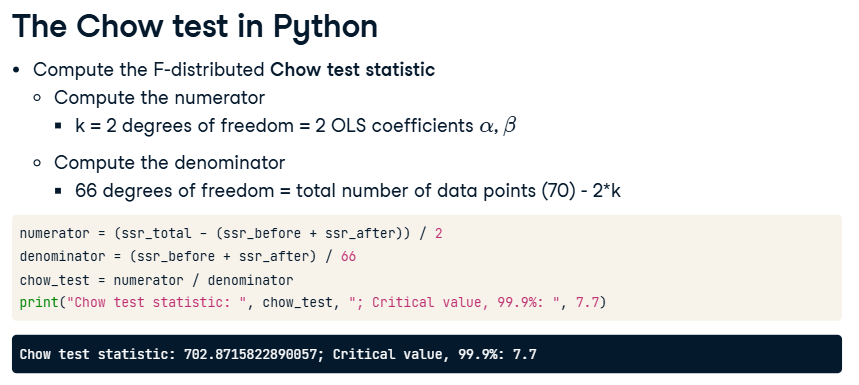 The Chow test in Python
• Compute the F-distributed Chow test statistic
○ Compute the numerator
▪ k = 2 degrees of freedom = 2 OLS coefficients α, β
○ Compute the denominator
▪ 66 degrees of freedom = total number of data points (70) - 2*k
numerator = (ssr_total - (ssr_before + ssr_after)) / 2
denominator = (ssr_before + ssr_after) / 66
chow_test = numerator / denominator
print("Chow test statistic: ", chow_test, "; Critical value, 99.9%: ", 7.7)
Chow test statistic: 702.8715822890057; Critical value, 99.9%: 7.7